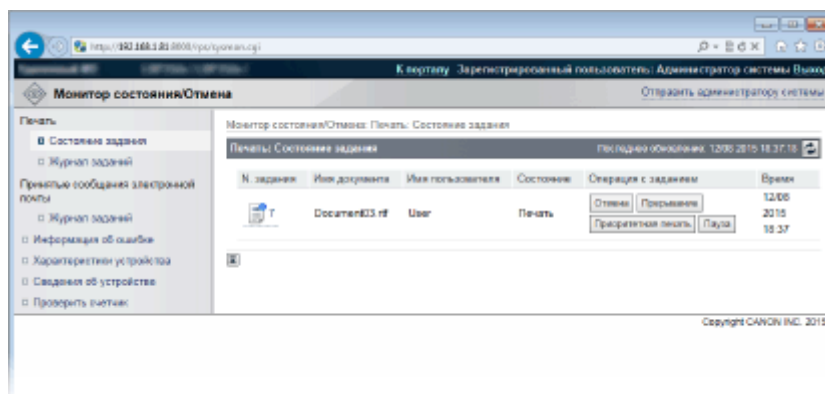 К порталу Зарегистрированный пользователь: Администратор системы Выход
Монитор состояния/Отмена
Отправить администратору системы
Печать
Состояние задания
Журнал заданий
Принятые сообщения электронной почты
Журнал заданий
Информация об ошибке
Характеристики устройства
Сведения об устройстве
Проверить счетчик
Монитор состояния/Отмена: Печать: Состояние задания
Печать: Состояние задания
Последнее обновление: 12/08 2015 18:37:18
N. задания Имя документа Имя пользователя Состояние Операция с заданием Время
7 Document03.rtf User Печать
Отмена Прерывание
Приоритетная печать Пауза
12/08
2015
18:37
Copyright CANON INC. 2015